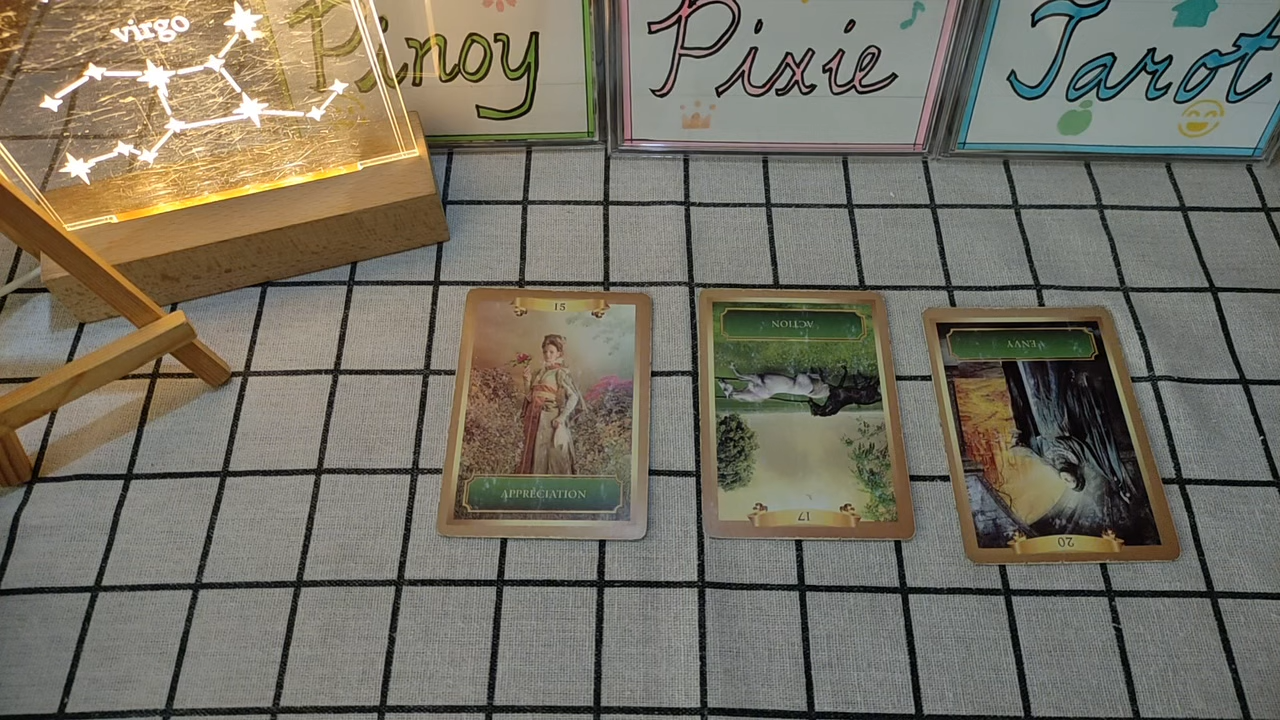 virgo
Pinoy
Pixie
Tarot
15
APPRECIATION
ACTION
17
ENVY
20